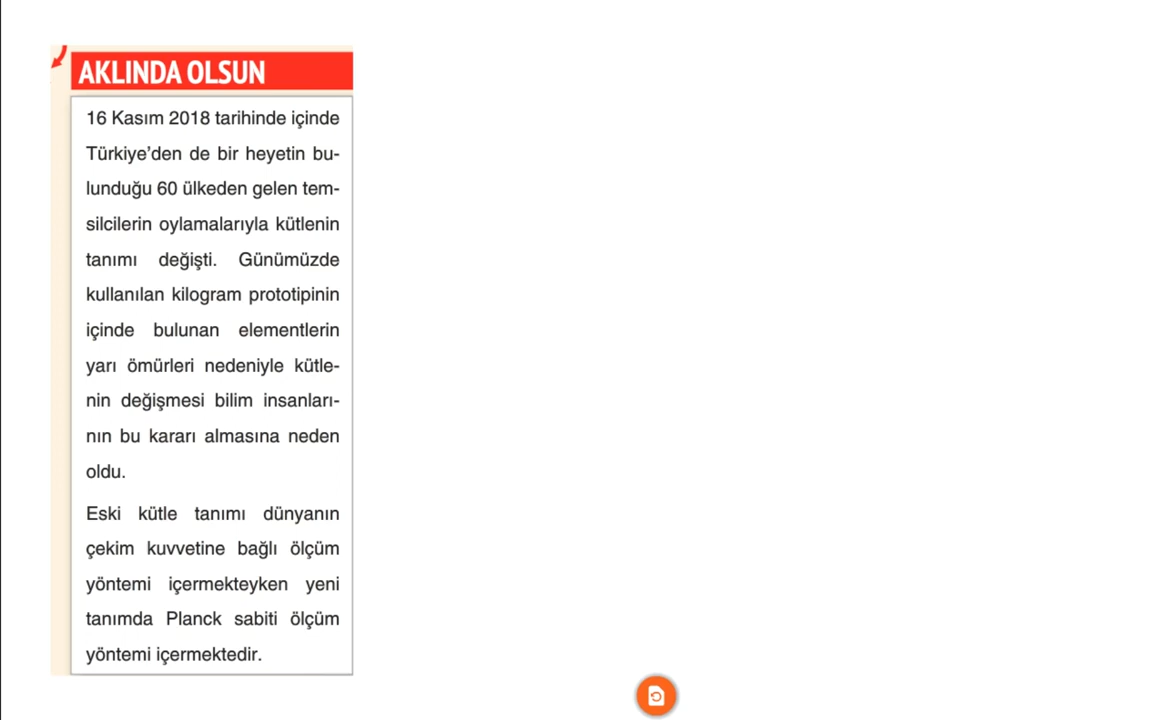 AKLINDA OLSUN
16 Kasım 2018 tarihinde içinde
Türkiye’den de bir heyetin bu-
lunduğu 60 ülkeden gelen tem-
silcilerin oylamalarıyla kütlenin
tanımı değişti. Günümüzde
kullanılan kilogram prototipinin
içinde bulunan elementlerin
yarı ömürleri nedeniyle kütle-
nin değişmesi bilim insanları-
nın bu kararı almasına neden
oldu.
Eski kütle tanımı dünyanın
çekim kuvvetine bağlı ölçüm
yöntemi içermekteyken yeni
tanımda Planck sabiti ölçüm
yöntemi içermektedir.